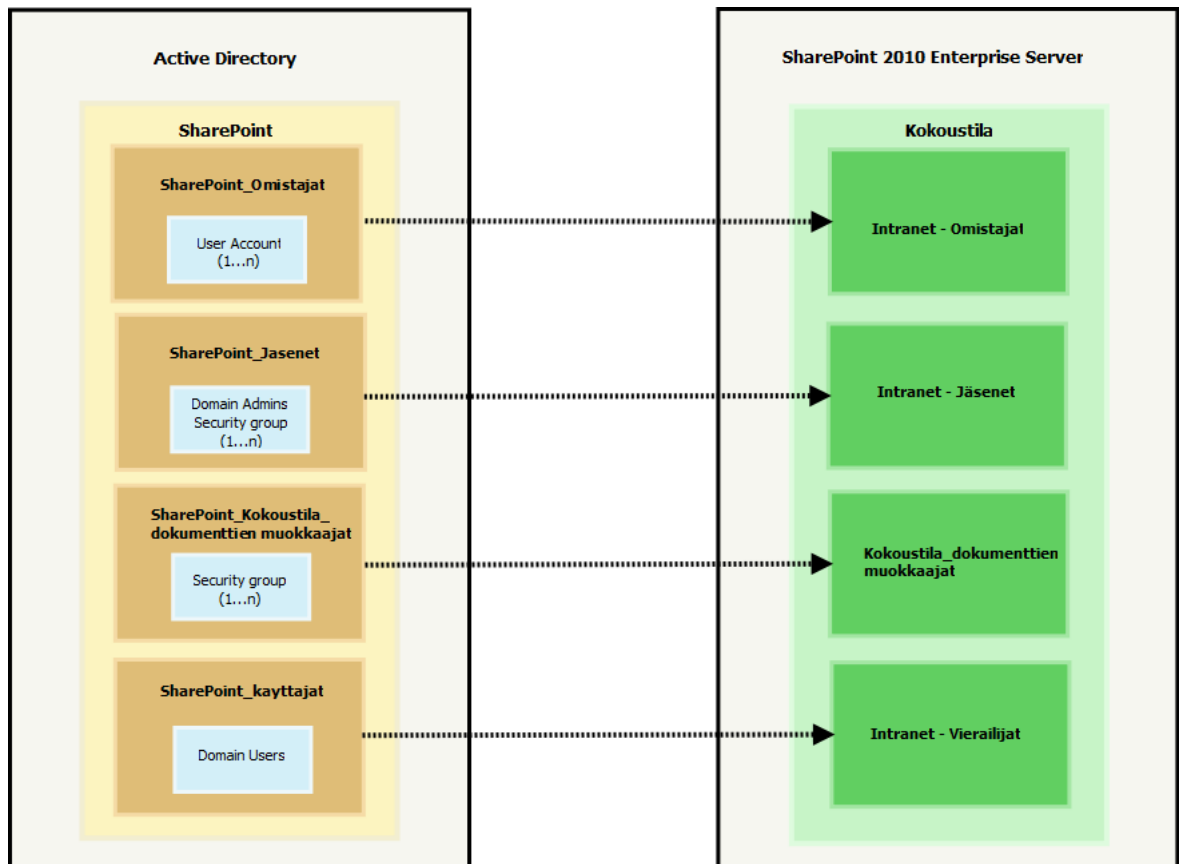 Active Directory
SharePoint
SharePoint_Omistajat
User Account
(1...n)
SharePoint_Jasenet
Domain Admins
Security group
(1...n)
SharePoint_Kokoustila_
dokumenttien muokkaajat
Security group
(1...n)
SharePoint_kayttajat
Domain Users
SharePoint 2010 Enterprise Server
Kokoustila
Intranet - Omistajat
Intranet - Jäsenet
Kokoustila_dokumenttien
muokkaajat
Intranet - Vierailijat